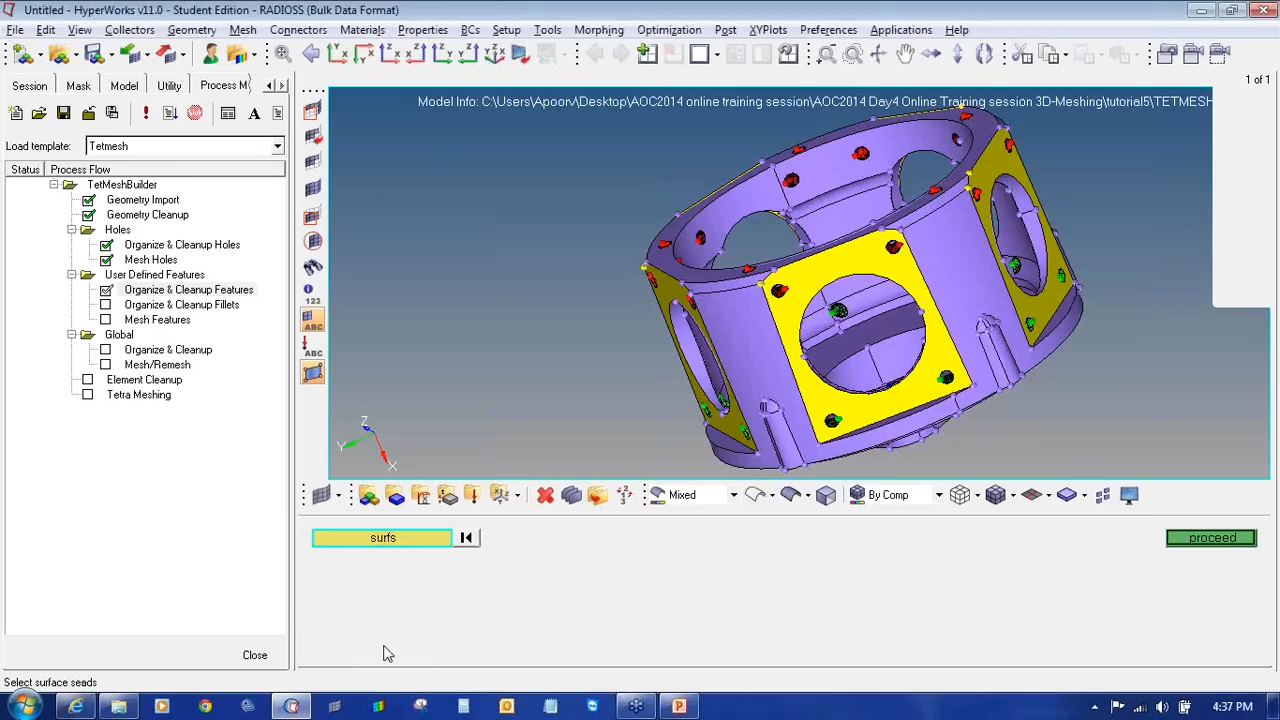 Untitled - HyperWorks v11.0 - Student Edition - RADIOSS (Bulk Data Format)
File Edit View Collectors Geometry Mesh Connectors Materials Properties BCs Setup Tools Morphing Optimization Post XYPlots Preferences Applications Help
Session Mask Model Utility Process M
1 of 1
Model Info: C:\Users\Apoorv\Desktop\AOC2014 online training session\AOC2014 Day4 Online Training session 3D-Meshing\tutorial5\TETMESH
Load template: Tetmesh
Status Process Flow
TetMeshBuilder
Geometry Import
Geometry Cleanup
Holes
Organize & Cleanup Holes
Mesh Holes
User Defined Features
Organize & Cleanup Features
Organize & Cleanup Fillets
Mesh Features
Global
Organize & Cleanup
Mesh/Remesh
Element Cleanup
Tetra Meshing
123
ABC
ABC
Z
Y
X
Mixed
By Comp
surfs
proceed
Close
Select surface seads
4:37 PM